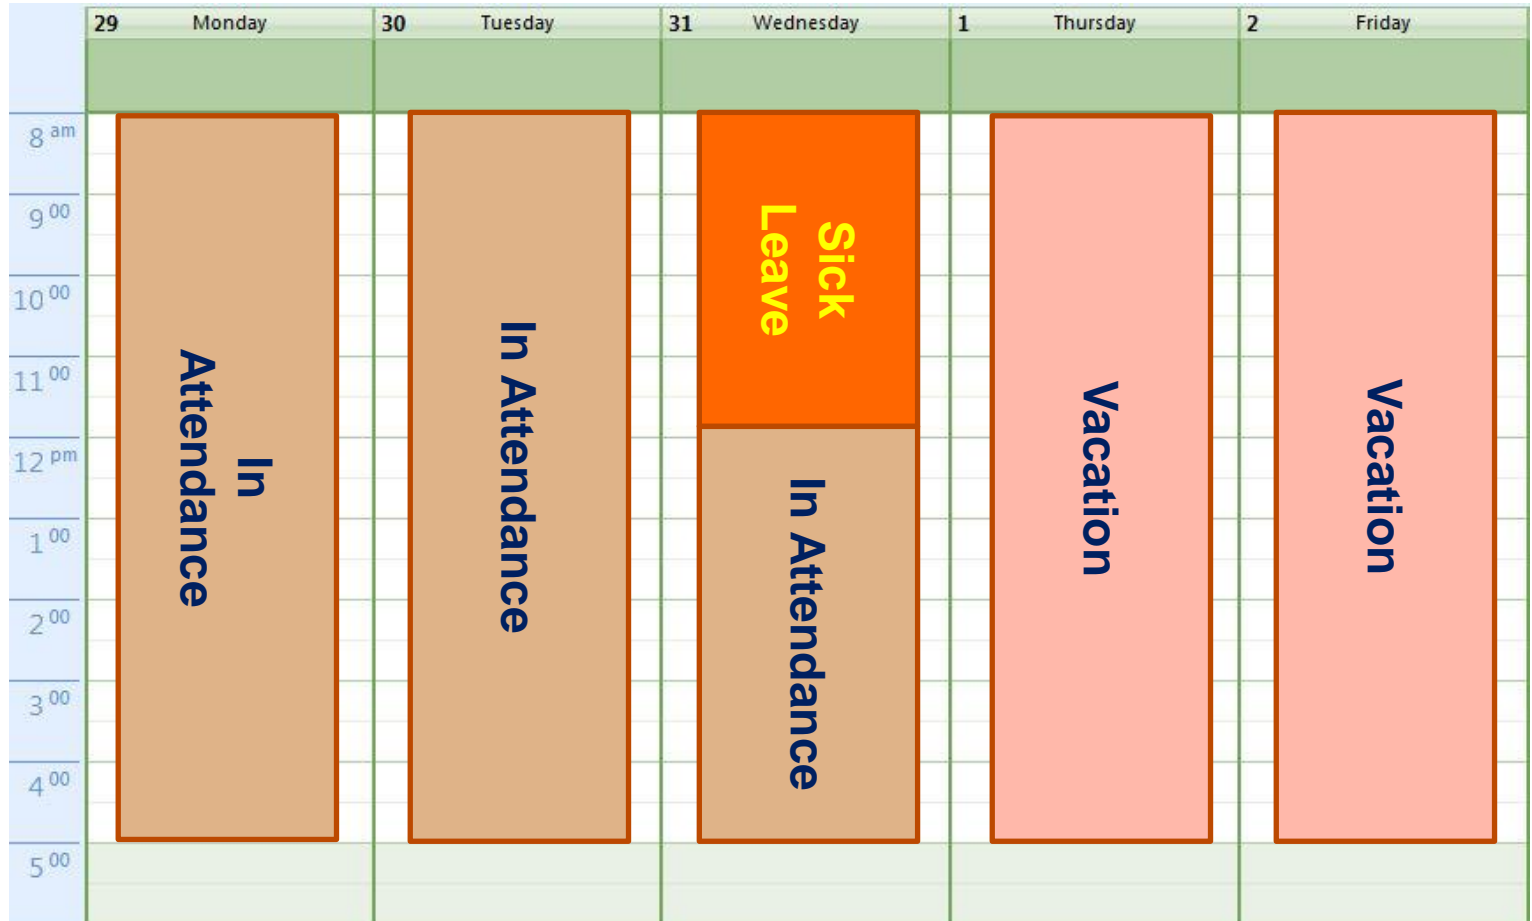 29 Monday
30 Tuesday
31 Wednesday
1 Thursday
2 Friday
8 am
9 00
10 00
11 00
12 pm
1 00
2 00
3 00
4 00
5 00
In
Attendance
In Attendance
Sick
Leave
In Attendance
Vacation
Vacation